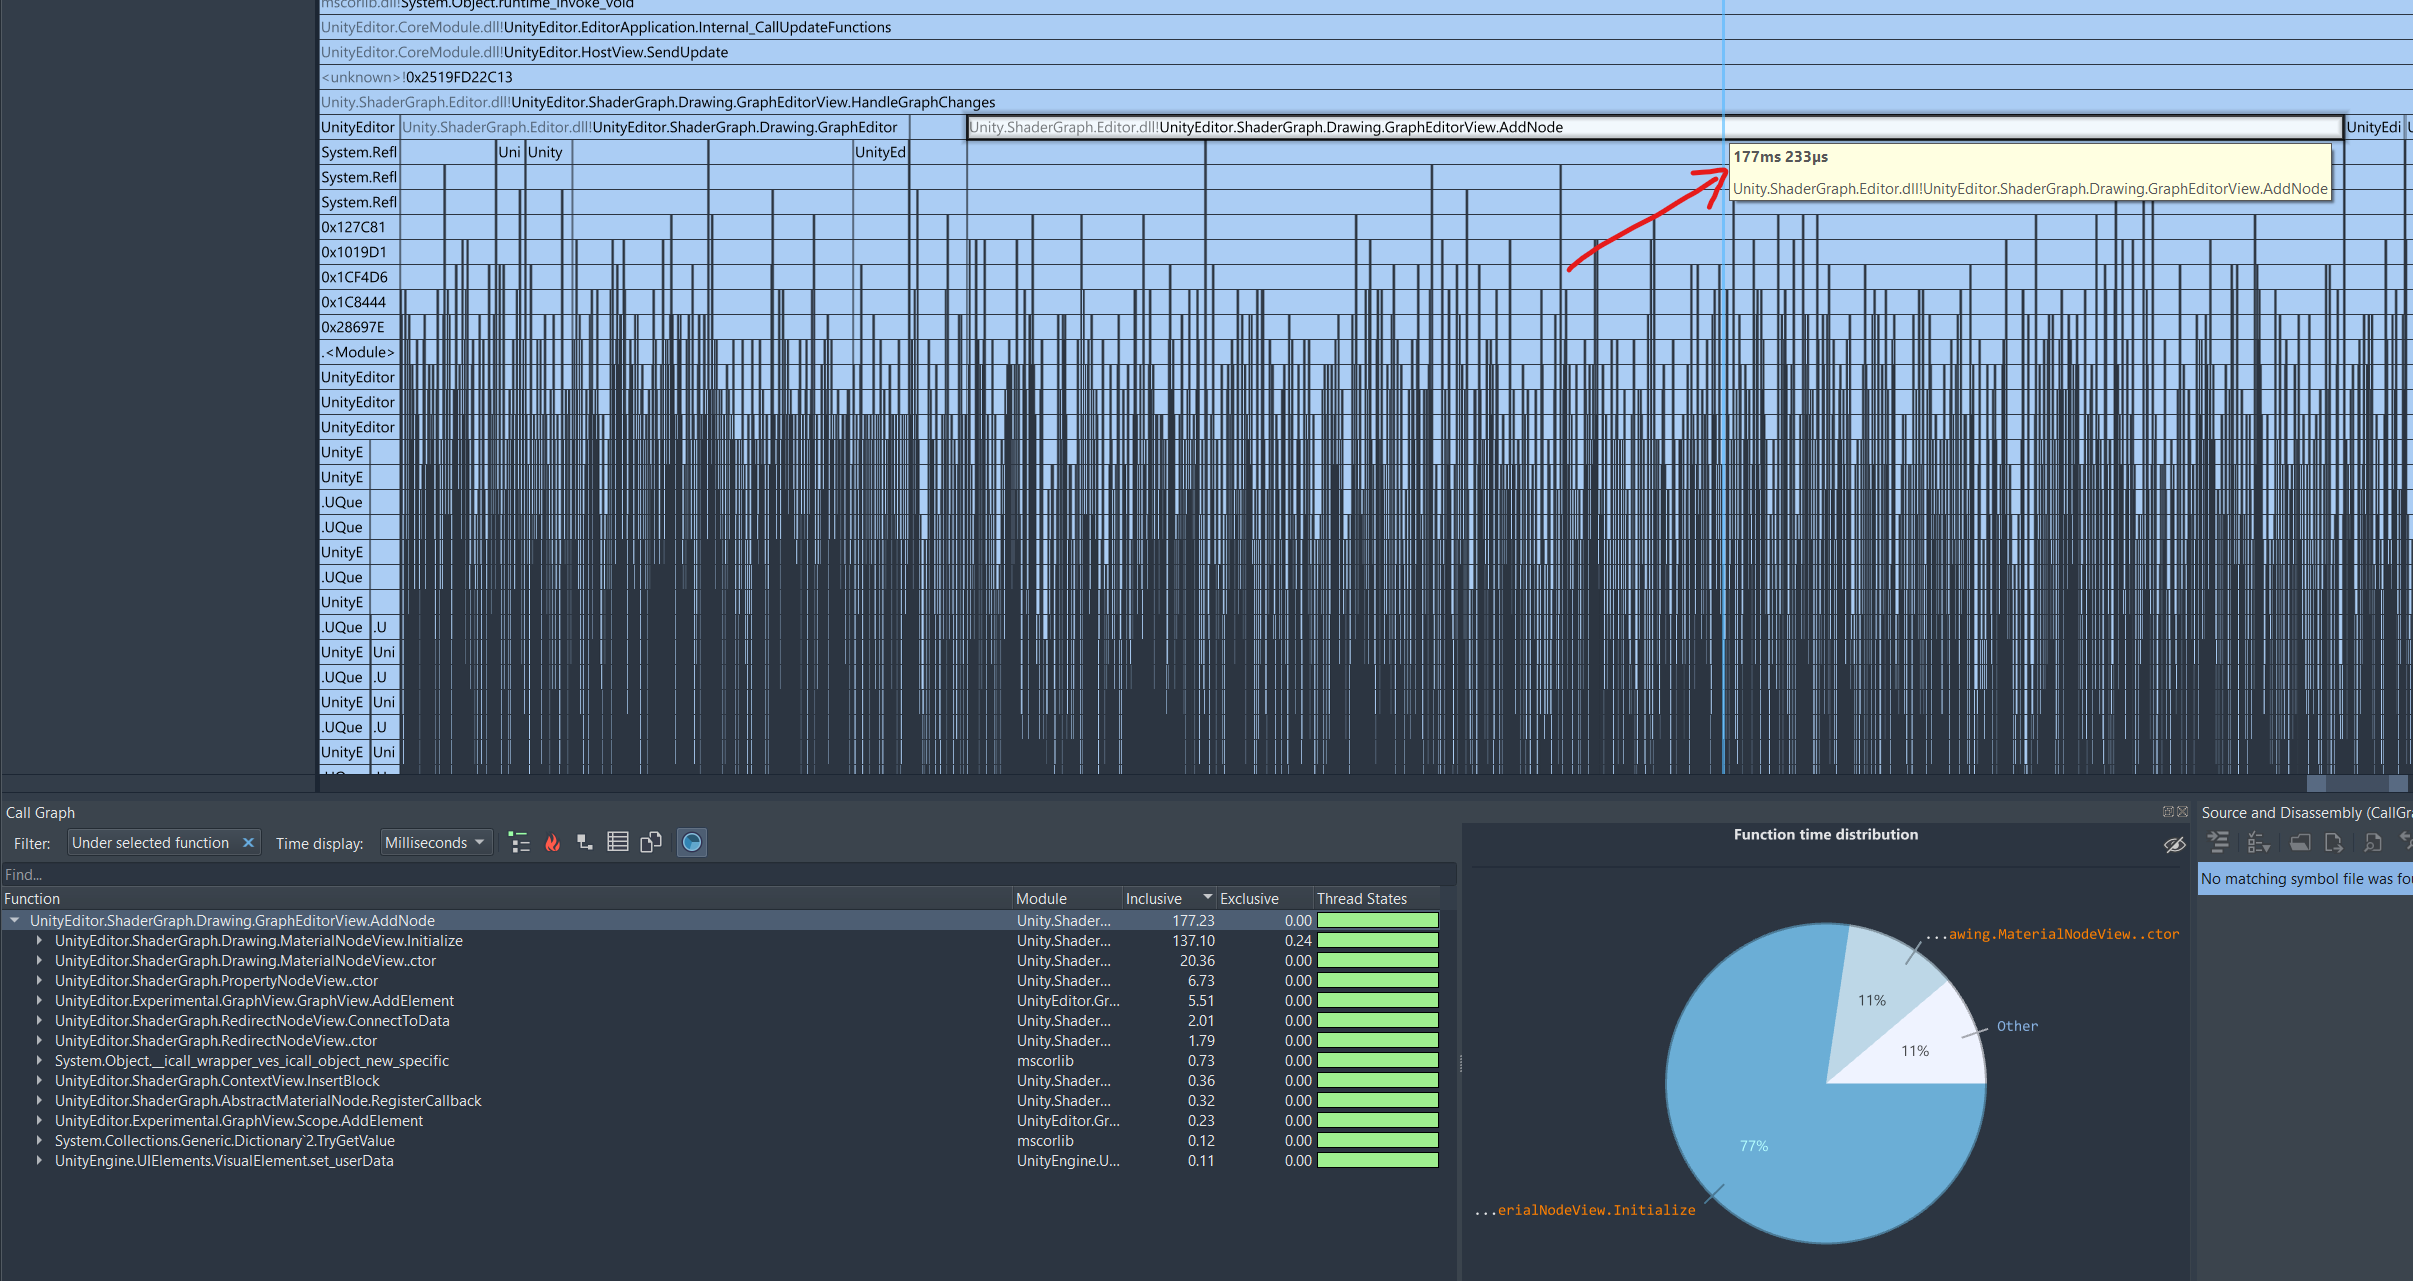 mscorlib.dll!System.Object.runtime_invoke_void
UnityEditor.CoreModule.dll!UnityEditor.EditorApplication.Internal_CallUpdateFunctions
UnityEditor.CoreModule.dll!UnityEditor.HostView.SendUpdate
<unknown>!0x2519FD22C13
Unity.ShaderGraph.Editor.dll!UnityEditor.ShaderGraph.Drawing.GraphEditorView.HandleGraphChanges
UnityEditor Unity.ShaderGraph.Editor.dll!UnityEditor.ShaderGraph.Drawing.GraphEditor Unity.ShaderGraph.Editor.dll!UnityEditor.ShaderGraph.Drawing.GraphEditorView.AddNode UnityEdi U
System.Refl Uni Unity UnityEd
177ms 233µs
System.Refl
Unity.ShaderGraph.Editor.dll!UnityEditor.ShaderGraph.Drawing.GraphEditorView.AddNode
System.Refl
0x127C81
0x1019D1
0x1CF4D6
0x1C8444
0x28697E
.<Module>
UnityEditor
UnityEditor
UnityEditor
UnityE
UnityE
.UQue
.UQue
UnityE
.UQue
UnityE
.UQue .U
UnityE Uni
.UQue .U
UnityE Uni
.UQue .U
UnityE Uni
Call Graph
Filter: Under selected function Time display: Milliseconds
Find...
Function Module Inclusive Exclusive Thread States
UnityEditor.ShaderGraph.Drawing.GraphEditorView.AddNode Unity.Shader... 177.23 0.00
UnityEditor.ShaderGraph.Drawing.MaterialNodeView.Initialize Unity.Shader... 137.10 0.24
UnityEditor.ShaderGraph.Drawing.MaterialNodeView..ctor Unity.Shader... 20.36 0.00
UnityEditor.ShaderGraph.PropertyNodeView..ctor Unity.Shader... 6.73 0.00
UnityEditor.Experimental.GraphView.GraphView.AddElement UnityEditor.Gr... 5.51 0.00
UnityEditor.ShaderGraph.RedirectNodeView.ConnectToData Unity.Shader... 2.01 0.00
UnityEditor.ShaderGraph.RedirectNodeView..ctor Unity.Shader... 1.79 0.00
System.Object.__icall_wrapper_ves_icall_object_new_specific mscorlib 0.73 0.00
UnityEditor.ShaderGraph.ContextView.InsertBlock Unity.Shader... 0.36 0.00
UnityEditor.ShaderGraph.AbstractMaterialNode.RegisterCallback Unity.Shader... 0.32 0.00
UnityEditor.Experimental.GraphView.Scope.AddElement UnityEditor.Gr... 0.23 0.00
System.Collections.Generic.Dictionary`2.TryGetValue mscorlib 0.12 0.00
UnityEngine.UIElements.VisualElement.set_userData UnityEngine.U... 0.11 0.00
Function time distribution
...awing.MaterialNodeView..ctor
11%
Other
11%
77%
...erialNodeView.Initialize
Source and Disassembly (CallGra
No matching symbol file was fou